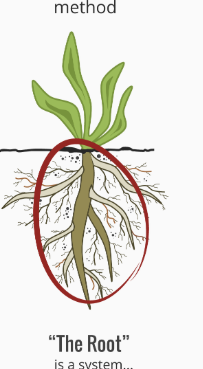 method
“The Root”
is a system...